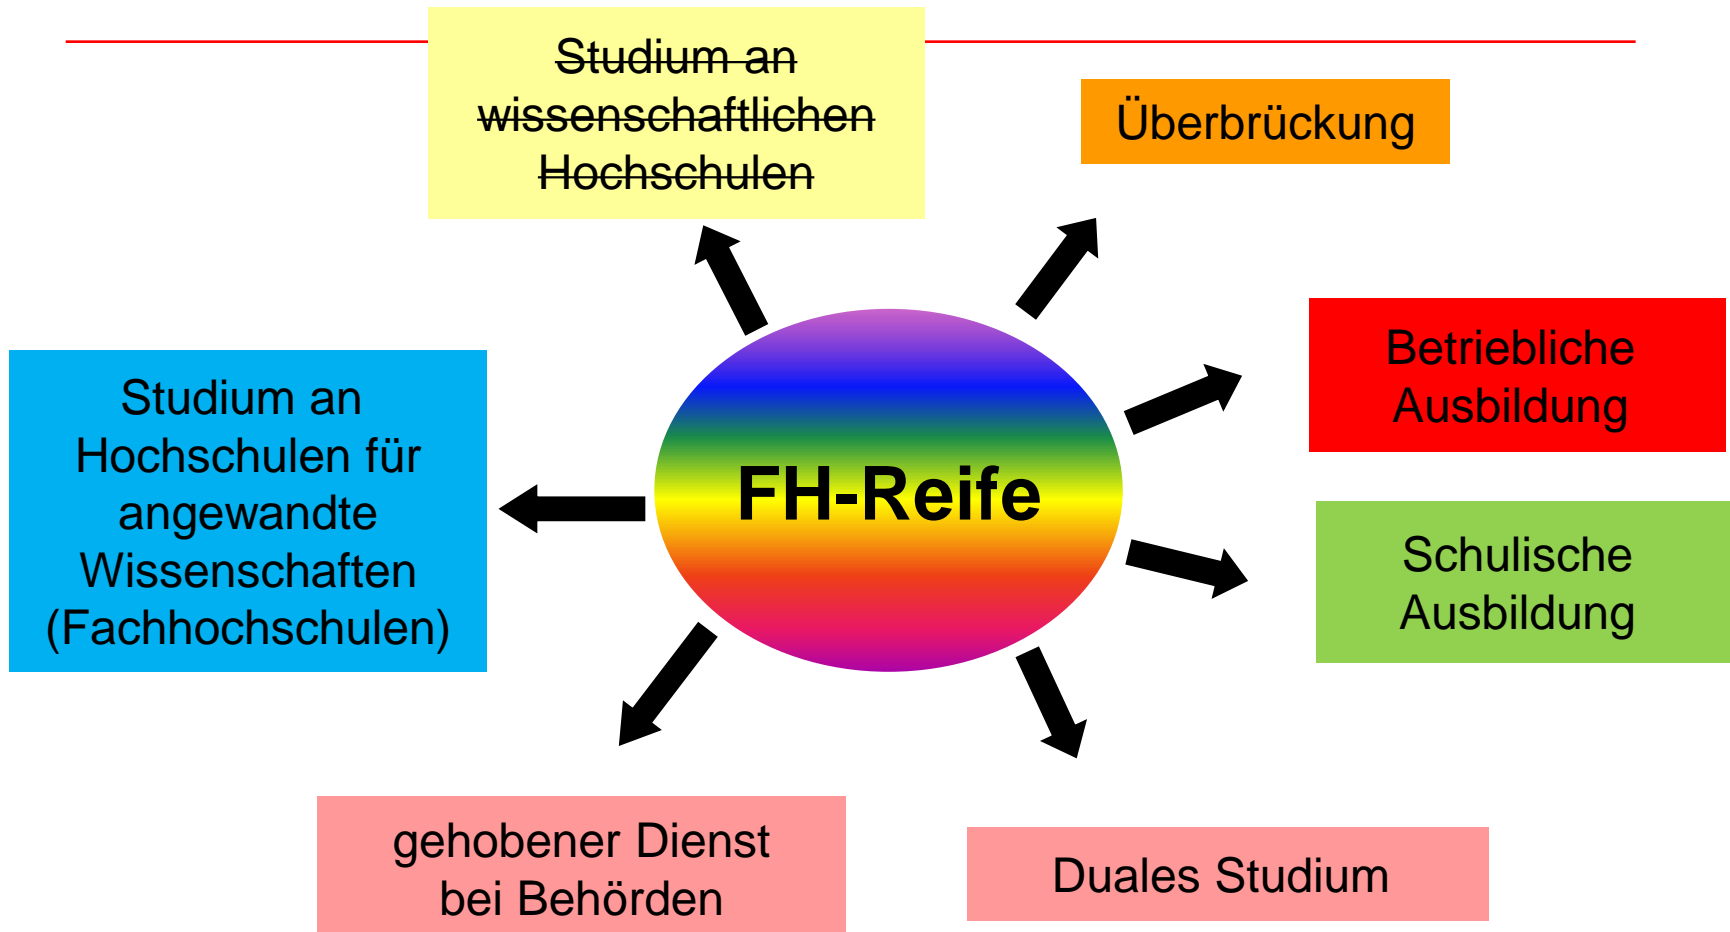 Studium an
wissenschaftlichen
Hochschulen
Überbrückung
Betriebliche
Ausbildung
Studium an
Hochschulen für
angewandte
Wissenschaften
(Fachhochschulen)
FH-Reife
Schulische
Ausbildung
gehobener Dienst
bei Behörden
Duales Studium